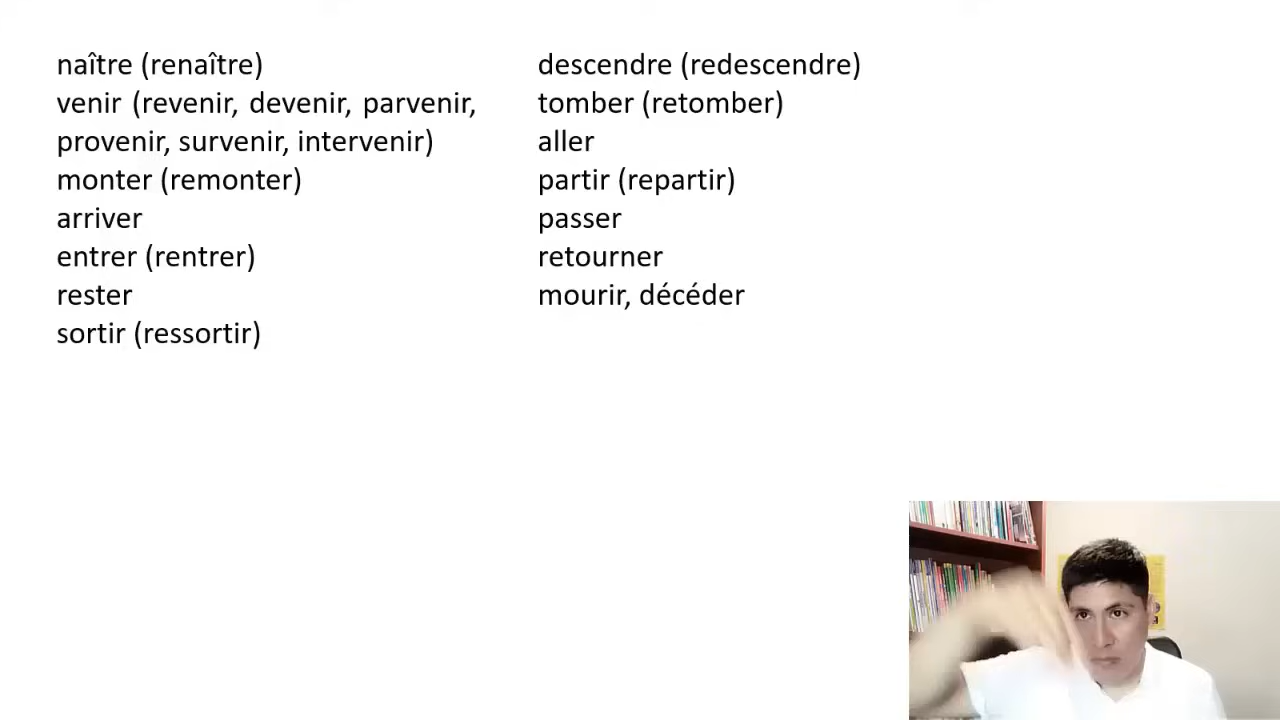 naître (renaître)
venir (revenir, devenir, parvenir,
provenir, survenir, intervenir)
monter (remonter)
arriver
entrer (rentrer)
rester
sortir (ressortir)
descendre (redescendre)
tomber (retomber)
aller
partir (repartir)
passer
retourner
mourir, décéder